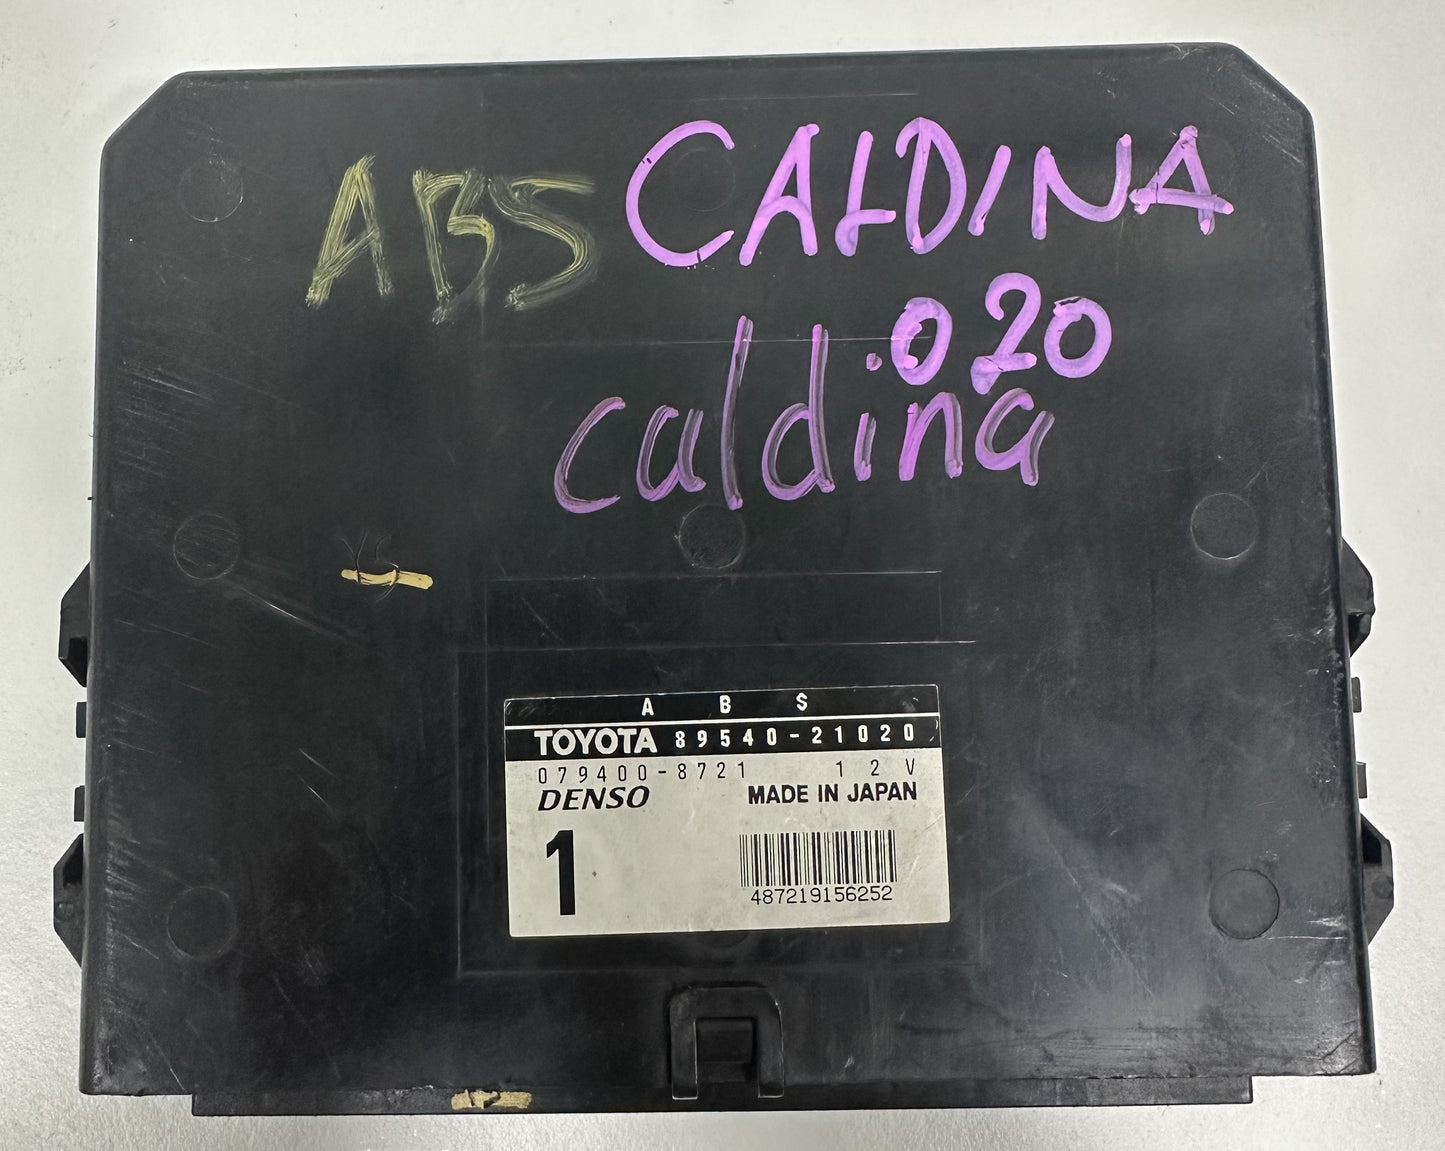 ABS CALDINA
020
caldina
A B S
TOYOTA 89540-21020
079400-8721 12V
DENSO MADE IN JAPAN
1
487219156252